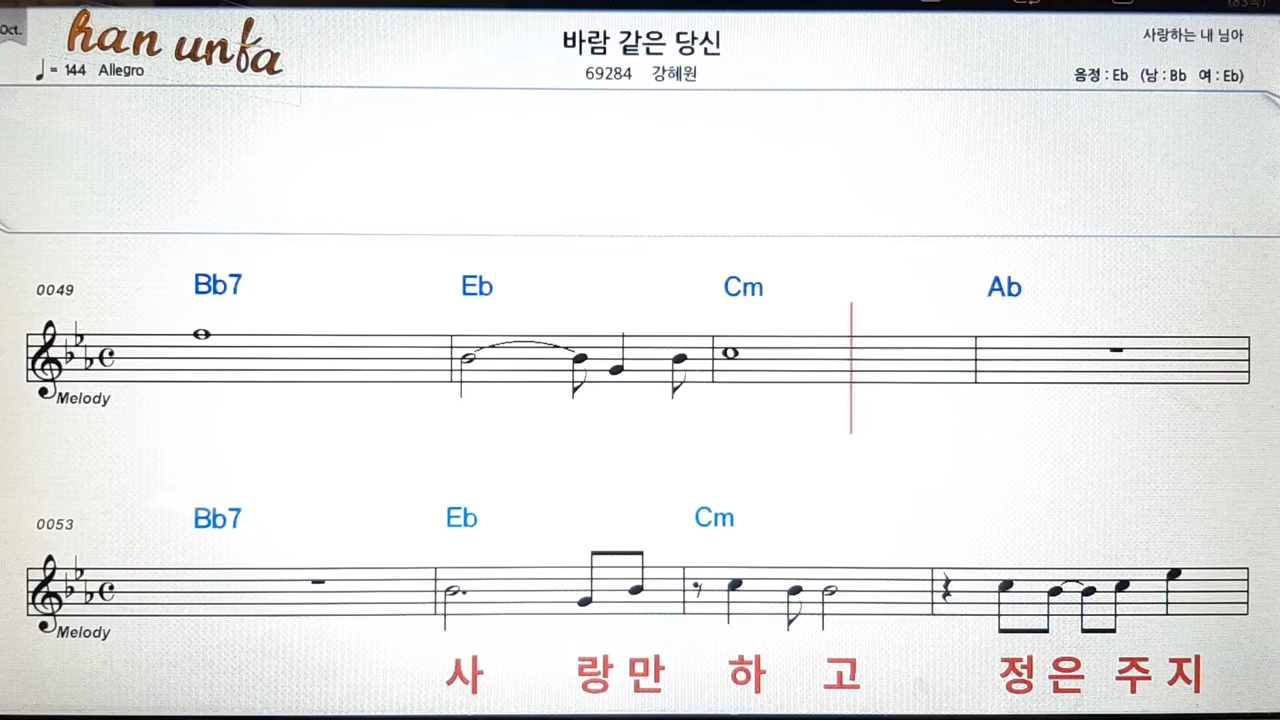 Oct.
han unfa
바람 같은 당신
사랑하는 내 님아
♩= 144 Allegro
69284 강혜원
음정 : Eb (남 : Bb 여 : Eb)
0049 Bb7 Eb Cm Ab
Melody
0053 Bb7 Eb Cm
Melody
사 랑 만 하 고 정 은 주 지